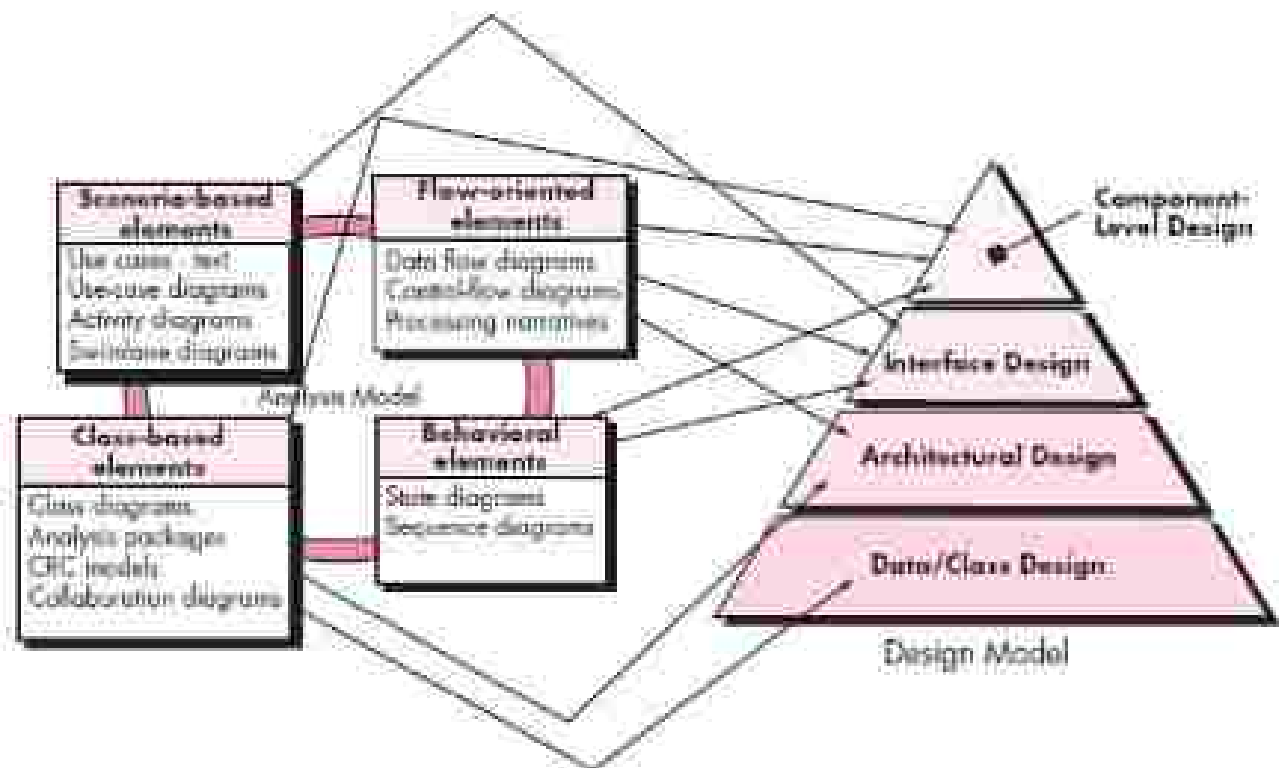 Scenario-based
elements
Use cases - text
Use-case diagrams
Activity diagrams
Swimlane diagrams
Flow-oriented
elements
Data flow diagrams
Control-flow diagrams
Processing narratives
Analysis Model
Class-based
elements
Class diagrams
Analysis packages
CRC models
Collaboration diagrams
Behavioral
elements
State diagrams
Sequence diagrams
Component-
Level Design
Interface Design
Architectural Design
Data/Class Design
Design Model